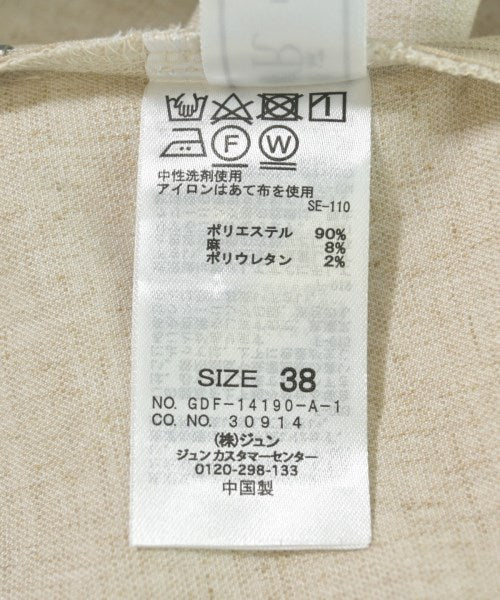 F W
中性洗剤使用
アイロンはあて布を使用
SE-110
ポリエステル 90%
麻 8%
ポリウレタン 2%
SIZE 38
NO. GDF-14190-A-1
CO. NO. 30914
(株)ジュン
ジュン カスタマーセンター
0120-298-133
中国製